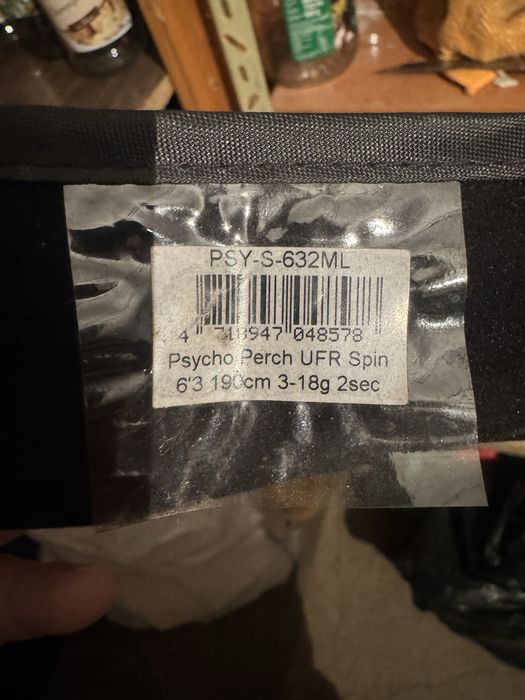 PSY-S-632ML
4 718947 048578
Psycho Perch UFR Spin
6'3 190cm 3-18g 2sec